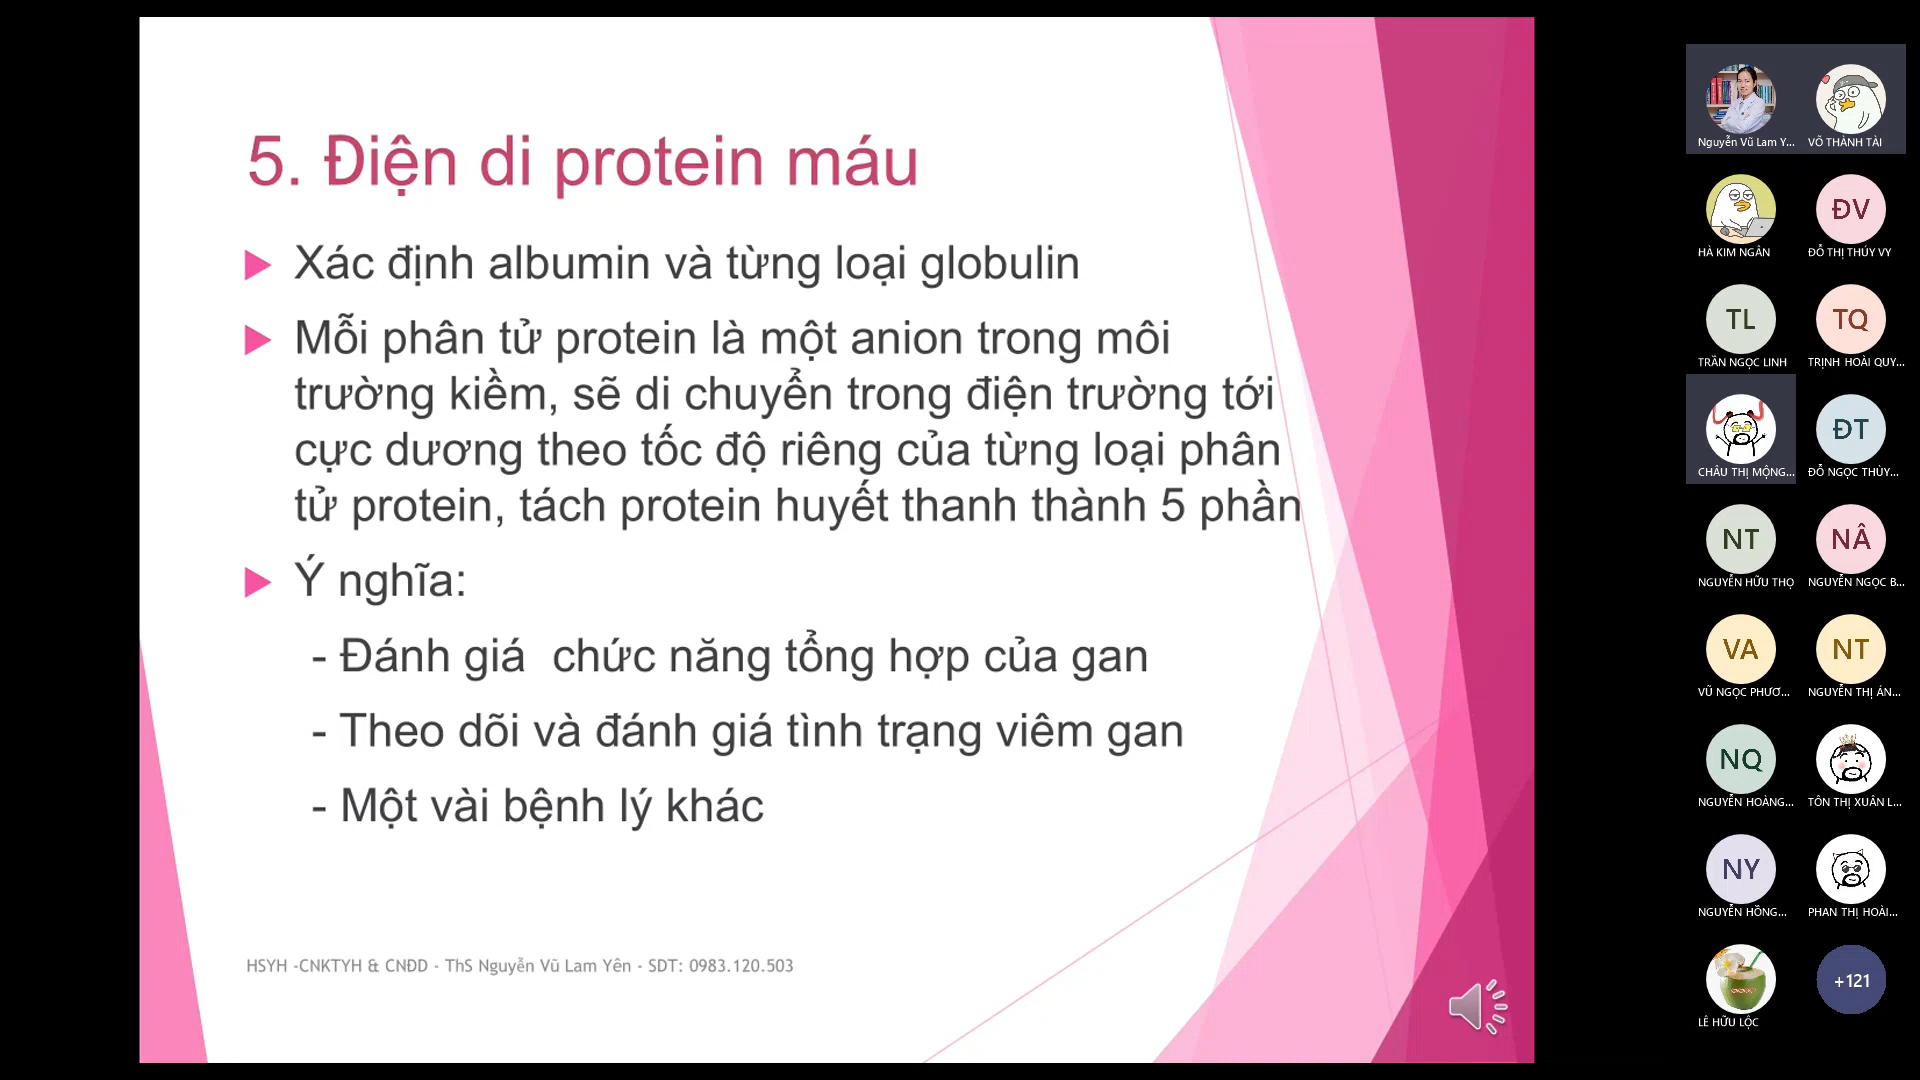 5. Điện di protein máu
Xác định albumin và từng loại globulin
Mỗi phân tử protein là một anion trong môi
trường kiềm, sẽ di chuyển trong điện trường tới
cực dương theo tốc độ riêng của từng loại phân
tử protein, tách protein huyết thanh thành 5 phần
Ý nghĩa:
- Đánh giá  chức năng tổng hợp của gan
- Theo dõi và đánh giá tình trạng viêm gan
- Một vài bệnh lý khác
HSYH -CNKTYH & CNĐD - ThS Nguyễn Vũ Lam Yên - SDT: 0983.120.503
Nguyễn Vũ Lam Y...
VÕ THÀNH TÀI
HÀ KIM NGÂN
ĐV
ĐỖ THỊ THÚY VY
TL
TRẦN NGỌC LINH
TQ
TRỊNH HOÀI QUY...
CHÂU THỊ MỘNG...
ĐT
ĐỖ NGỌC THÙY...
NT
NGUYỄN HỮU THỌ
NÂ
NGUYỄN NGỌC B...
VA
VŨ NGỌC PHƯƠ...
NT
NGUYỄN THỊ ÁN...
NQ
NGUYỄN HOÀNG...
TÔN THỊ XUÂN L...
NY
NGUYỄN HỒNG...
PHAN THỊ HOÀI...
LÊ HỮU LỘC
+121